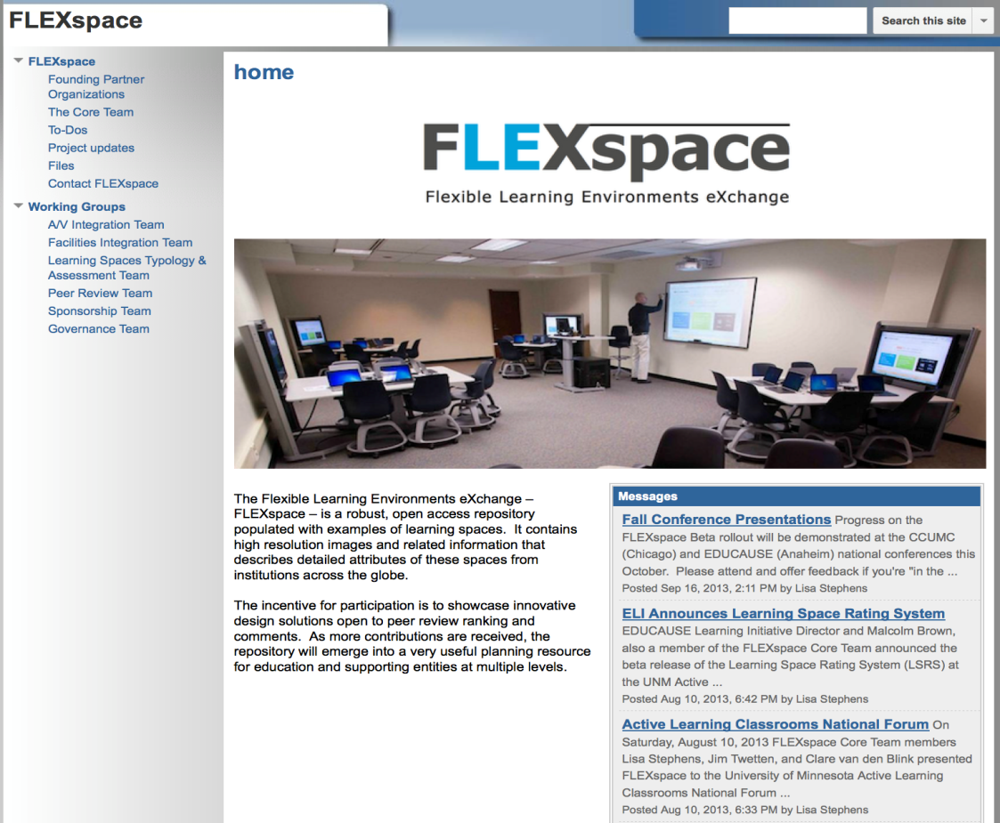 FLEXspace
Search this site
FLEXspace
Founding Partner
Organizations
The Core Team
To-Dos
Project updates
Files
Contact FLEXspace
Working Groups
A/V Integration Team
Facilities Integration Team
Learning Spaces Typology &
Assessment Team
Peer Review Team
Sponsorship Team
Governance Team
home
FLEXspace
Flexible Learning Environments eXchange
The Flexible Learning Environments eXchange –
FLEXspace – is a robust, open access repository
populated with examples of learning spaces.  It contains
high resolution images and related information that
describes detailed attributes of these spaces from
institutions across the globe.
The incentive for participation is to showcase innovative
design solutions open to peer review ranking and
comments.  As more contributions are received, the
repository will emerge into a very useful planning resource
for education and supporting entities at multiple levels.
Messages
Fall Conference Presentations Progress on the
FLEXspace Beta rollout will be demonstrated at the CCUMC
(Chicago) and EDUCAUSE (Anaheim) national conferences this
October.  Please attend and offer feedback if you're "in the ...
Posted Sep 16, 2013, 2:11 PM by Lisa Stephens
ELI Announces Learning Space Rating System
EDUCAUSE Learning Initiative Director and Malcolm Brown,
also a member of the FLEXspace Core Team announced the
beta release of the Learning Space Rating System (LSRS) at
the UNM Active ...
Posted Aug 10, 2013, 6:42 PM by Lisa Stephens
Active Learning Classrooms National Forum On
Saturday, August 10, 2013 FLEXspace Core Team members
Lisa Stephens, Jim Twetten, and Clare van den Blink presented
FLEXspace to the University of Minnesota Active Learning
Classrooms National Forum ...
Posted Aug 10, 2013, 6:33 PM by Lisa Stephens